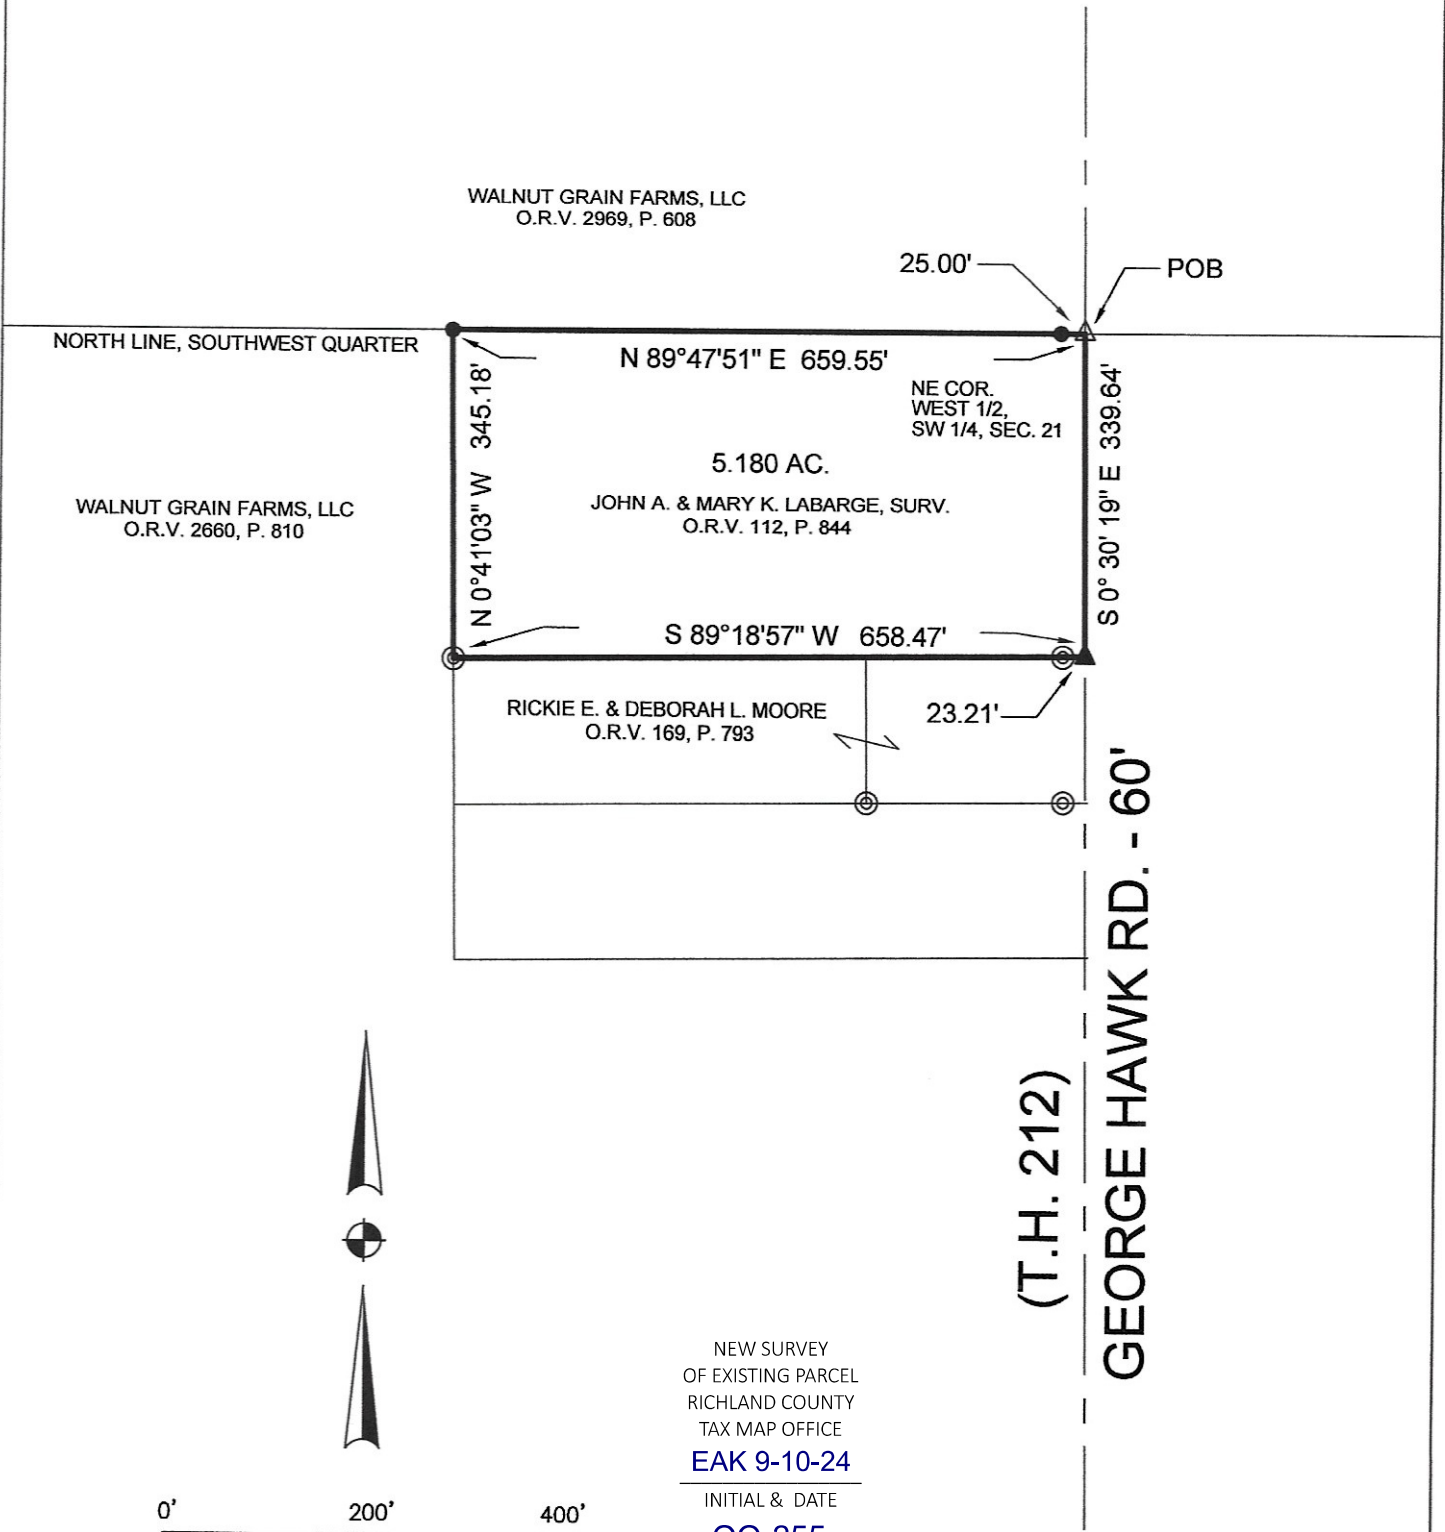 WALNUT GRAIN FARMS, LLC
O.R.V. 2969, P. 608
25.00'
POB
NORTH LINE, SOUTHWEST QUARTER
N 89°47'51" E 659.55'
NE COR.
WEST 1/2,
SW 1/4, SEC. 21
N 0°41'03" W 345.18'
S 0° 30' 19" E 339.64'
5.180 AC.
JOHN A. & MARY K. LABARGE, SURV.
O.R.V. 112, P. 844
WALNUT GRAIN FARMS, LLC
O.R.V. 2660, P. 810
S 89°18'57" W 658.47'
RICKIE E. & DEBORAH L. MOORE
O.R.V. 169, P. 793
23.21'
(T.H. 212)
GEORGE HAWK RD. - 60'
NEW SURVEY
OF EXISTING PARCEL
RICHLAND COUNTY
TAX MAP OFFICE
EAK 9-10-24
INITIAL & DATE
0' 200' 400'